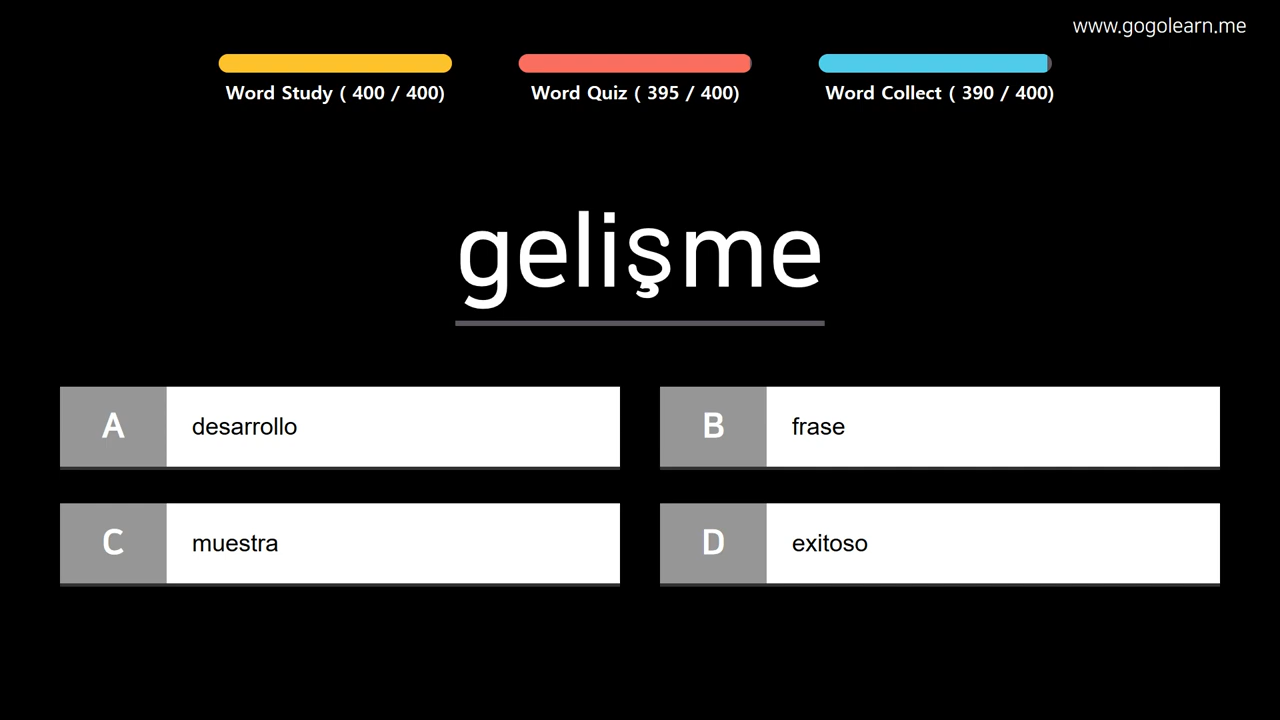 www.gogolearn.me
Word Study ( 400 / 400)
Word Quiz ( 395 / 400)
Word Collect ( 390 / 400)
gelişme
A desarrollo
B frase
C muestra
D exitoso